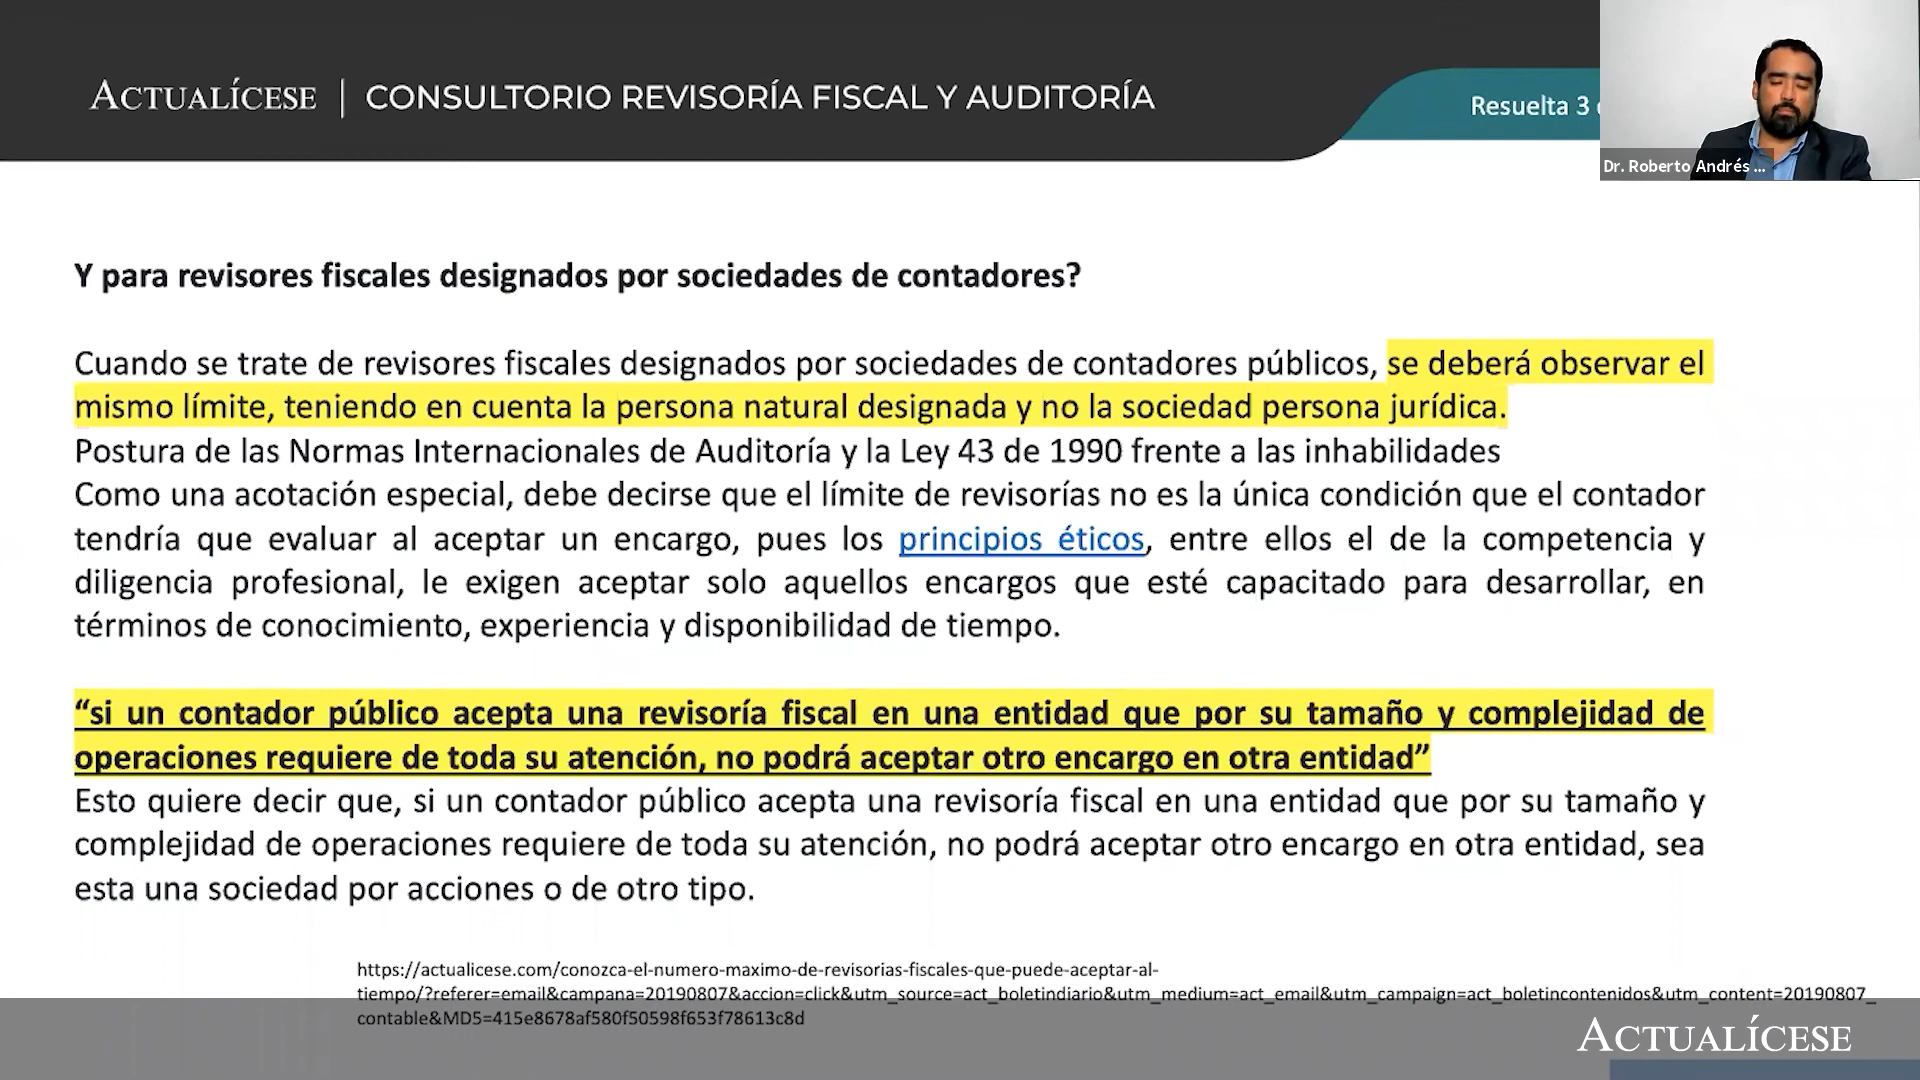 ACTUALÍCESE | CONSULTORIO REVISORÍA FISCAL Y AUDITORÍA
Resuelta 3
Dr. Roberto Andrés ...
Y para revisores fiscales designados por sociedades de contadores?
Cuando se trate de revisores fiscales designados por sociedades de contadores públicos, se deberá observar el
mismo límite, teniendo en cuenta la persona natural designada y no la sociedad persona jurídica.
Postura de las Normas Internacionales de Auditoría y la Ley 43 de 1990 frente a las inhabilidades
Como una acotación especial, debe decirse que el límite de revisorías no es la única condición que el contador
tendría que evaluar al aceptar un encargo, pues los principios éticos, entre ellos el de la competencia y
diligencia profesional, le exigen aceptar solo aquellos encargos que esté capacitado para desarrollar, en
términos de conocimiento, experiencia y disponibilidad de tiempo.
“si un contador público acepta una revisoría fiscal en una entidad que por su tamaño y complejidad de
operaciones requiere de toda su atención, no podrá aceptar otro encargo en otra entidad”
Esto quiere decir que, si un contador público acepta una revisoría fiscal en una entidad que por su tamaño y
complejidad de operaciones requiere de toda su atención, no podrá aceptar otro encargo en otra entidad, sea
esta una sociedad por acciones o de otro tipo.
https://actualicese.com/conozca-el-numero-maximo-de-revisorias-fiscales-que-puede-aceptar-al-
tiempo/?referer=email&campana=20190807&accion=click&utm_source=act_boletindiario&utm_medium=act_email&utm_campaign=act_boletincontenidos&utm_content=20190807_
contable&MD5=415e8678af580f50598f653f78613c8d
ACTUALÍCESE